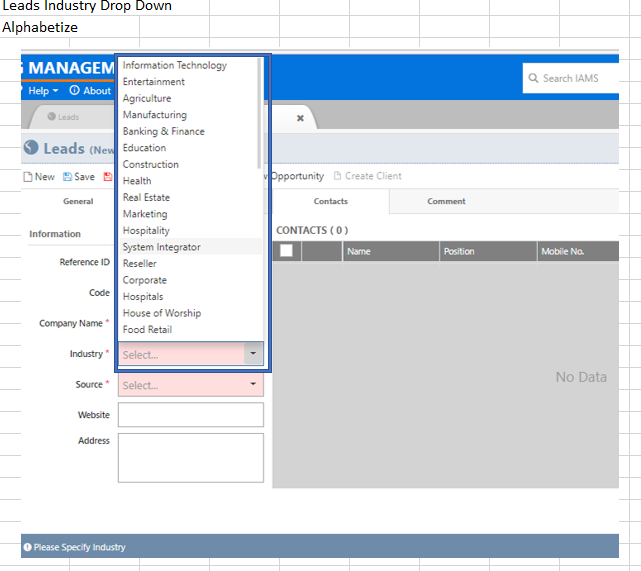 Leads Industry Drop Down
Alphabetize
MANAGEM
Search IAMS
Help
About
Leads
Leads (New
New
Save
Opportunity
Create Client
General
Contacts
Comment
Information Technology
Entertainment
Agriculture
Manufacturing
Banking & Finance
Education
Construction
Health
Real Estate
Marketing
Hospitality
System Integrator
Reseller
Corporate
Hospitals
House of Worship
Food Retail
Information
Reference ID
Code
Company Name *
Industry *
Select...
Source *
Select...
Website
Address
CONTACTS ( 0 )
Name
Position
Mobile No.
No Data
Please Specify Industry